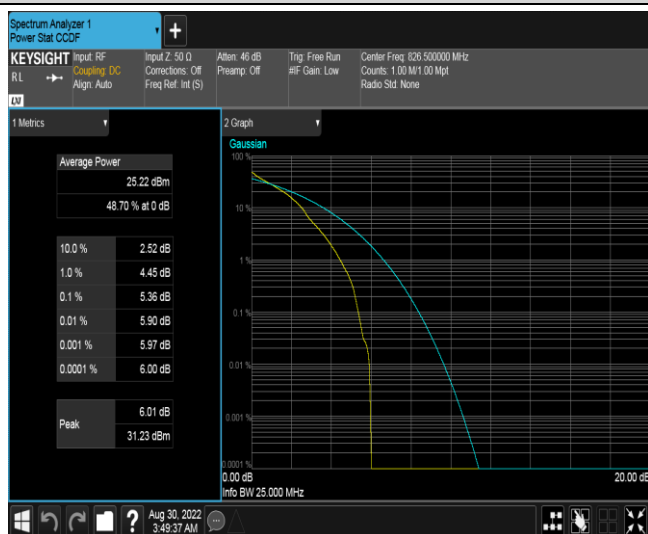 Spectrum Analyzer 1
Power Stat CCDF
KEYSIGHT
RL
LXI
Input: RF
Coupling: DC
Align: Auto
Input Z: 50 Ω
Corrections: Off
Freq Ref: Int (S)
Atten: 46 dB
Preamp: Off
Trig: Free Run
#IF Gain: Low
Center Freq: 826.500000 MHz
Counts: 1.00 M/1.00 Mpt
Radio Std: None
1 Metrics
Average Power
25.22 dBm
48.70 % at 0 dB
10.0 % 2.52 dB
1.0 % 4.45 dB
0.1 % 5.36 dB
0.01 % 5.90 dB
0.001 % 5.97 dB
0.0001 % 6.00 dB
Peak
6.01 dB
31.23 dBm
2 Graph
Gaussian
100 %
10 %
1 %
0.1 %
0.01 %
0.001 %
0.0001 %
0.00 dB
20.00 dB
Info BW 25.000 MHz
?
Aug 30, 2022
3:49:37 AM